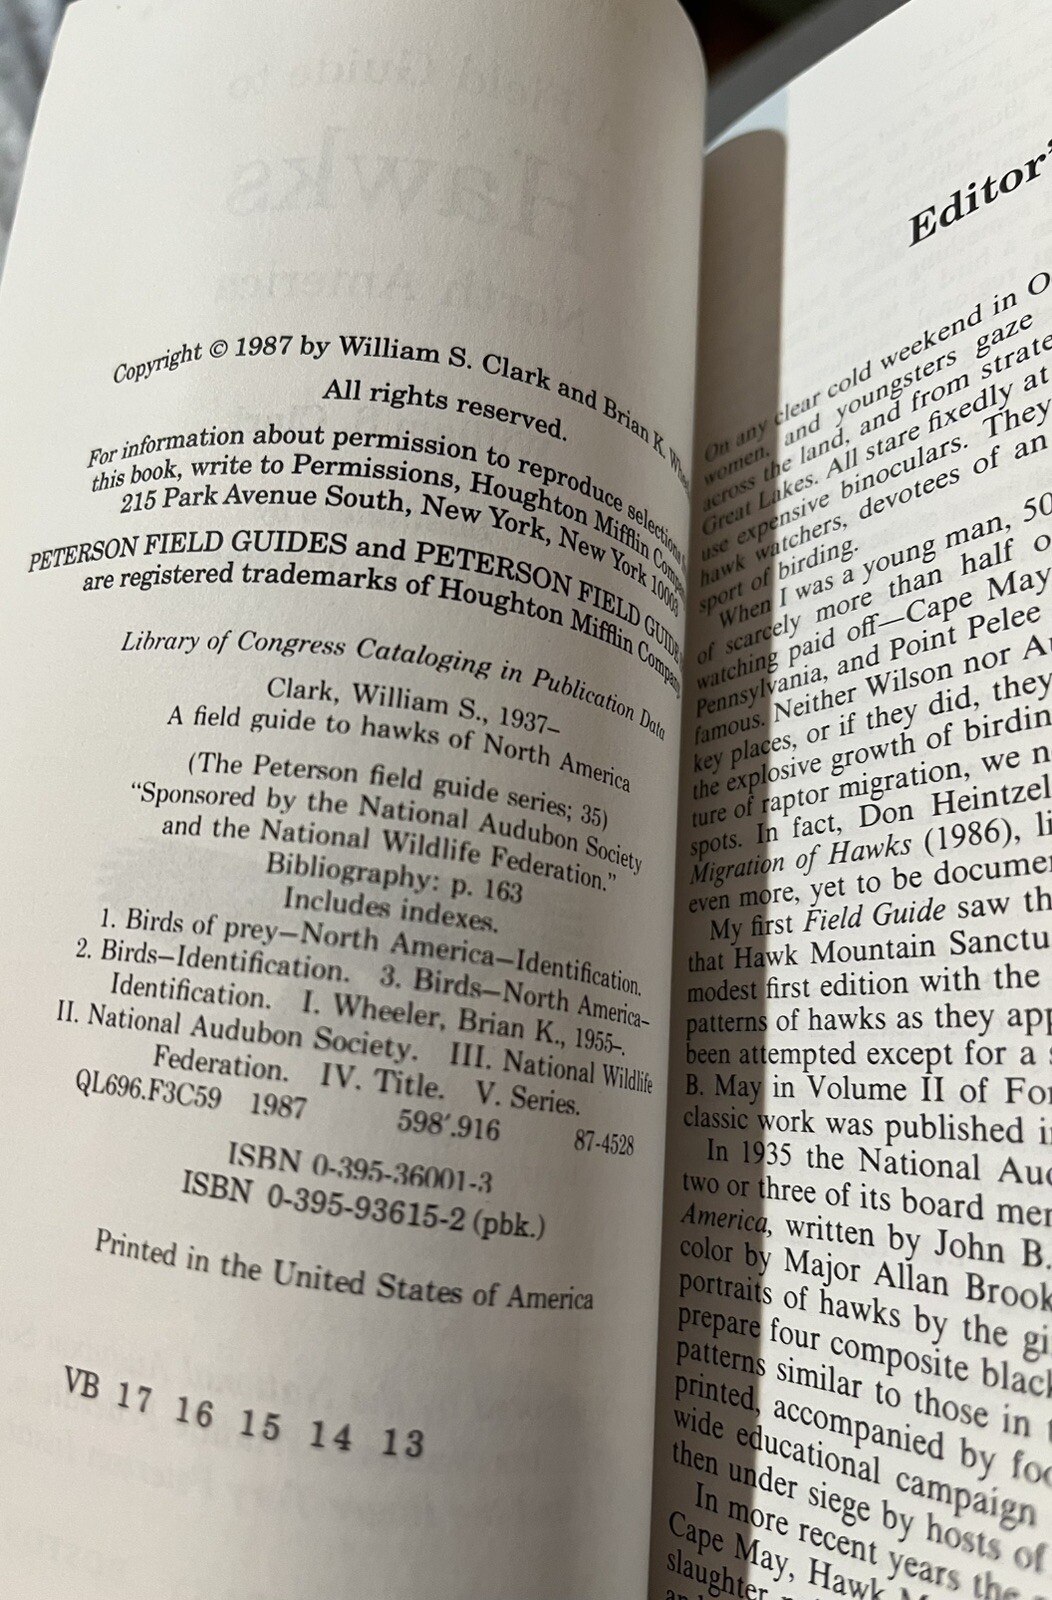 Copyright © 1987 by William S. Clark and Brian K.
All rights reserved.
For information about permission to reproduce selections
this book, write to Permissions, Houghton Mifflin Company
215 Park Avenue South, New York, New York 10003
PETERSON FIELD GUIDES and PETERSON FIELD GUIDE
are registered trademarks of Houghton Mifflin Company
Library of Congress Cataloging in Publication Data
Clark, William S., 1937–
A field guide to hawks of North America
(The Peterson field guide series; 35)
“Sponsored by the National Audubon Society
and the National Wildlife Federation.”
Bibliography: p. 163
Includes indexes.
1. Birds of prey—North America—Identification.
2. Birds—Identification. 3. Birds—North America—
Identification. I. Wheeler, Brian K., 1955–.
II. National Audubon Society. III. National Wildlife
Federation. IV. Title. V. Series.
QL696.F3C59 1987 598′.916 87-4528
ISBN 0-395-36001-3
ISBN 0-395-93615-2 (pbk.)
Printed in the United States of America
VB 17 16 15 14 13
Editor's
On any clear cold weekend in O
women, and youngsters gaze
across the land, and from strate
Great Lakes. All stare fixedly at
use expensive binoculars. They
hawk watchers, devotees of an
sport of birding.
When I was a young man, 50
of scarcely more than half o
watching paid off—Cape May
Pennsylvania, and Point Pelee
famous. Neither Wilson nor Au
key places, or if they did, they
the explosive growth of birdin
ture of raptor migration, we n
spots. In fact, Don Heintzel
Migration of Hawks (1986), li
even more, yet to be documen
My first Field Guide saw th
that Hawk Mountain Sanctu
modest first edition with the
patterns of hawks as they app
been attempted except for a s
B. May in Volume II of For
classic work was published i
In 1935 the National Aud
two or three of its board mem
America, written by John B.
color by Major Allan Brook
portraits of hawks by the gi
prepare four composite black
patterns similar to those in
printed, accompanied by foo
wide educational campaign
then under siege by hosts of
In more recent years the
Cape May, Hawk M
slaughter